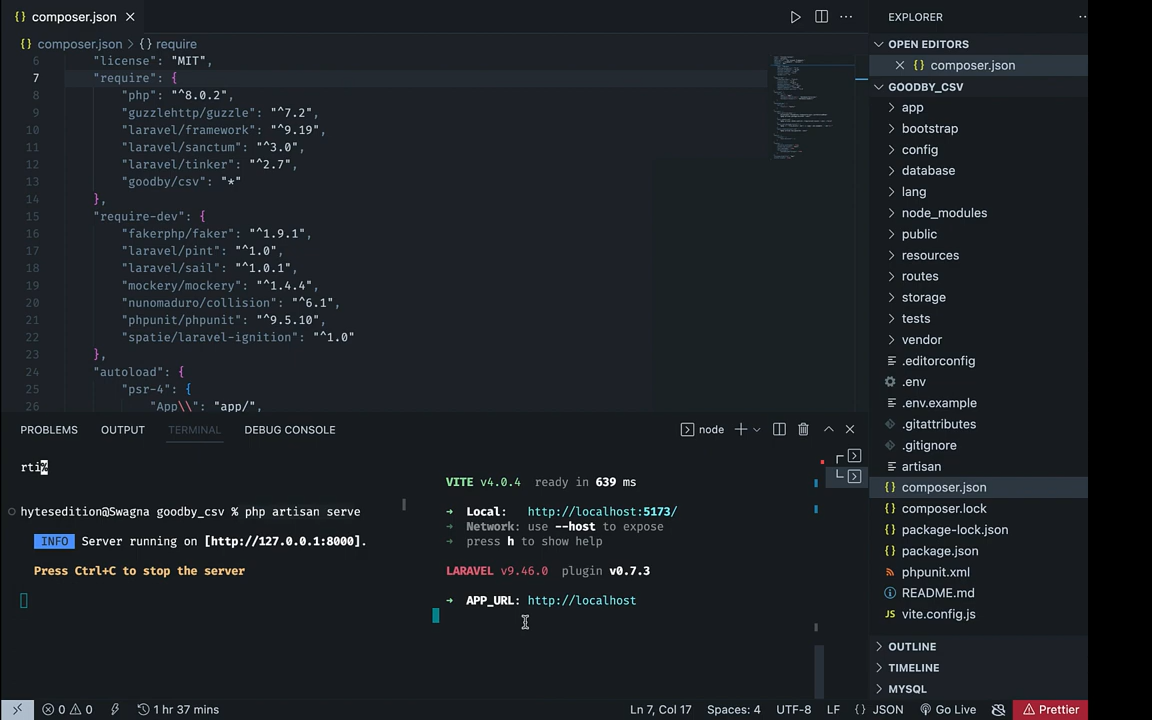 {} composer.json ×
{} composer.json > {} require
6 "license": "MIT",
7 "require": {
8 "php": "^8.0.2",
9 "guzzlehttp/guzzle": "^7.2",
10 "laravel/framework": "^9.19",
11 "laravel/sanctum": "^3.0",
12 "laravel/tinker": "^2.7",
13 "goodby/csv": "*"
14 },
15 "require-dev": {
16 "fakerphp/faker": "^1.9.1",
17 "laravel/pint": "^1.0",
18 "laravel/sail": "^1.0.1",
19 "mockery/mockery": "^1.4.4",
20 "nunomaduro/collision": "^6.1",
21 "phpunit/phpunit": "^9.5.10",
22 "spatie/laravel-ignition": "^1.0"
23 },
24 "autoload": {
25 "psr-4": {
26 "App\\": "app/",
PROBLEMS OUTPUT TERMINAL DEBUG CONSOLE
node
rti%
hytesedition@Swagna goodby_csv % php artisan serve
INFO Server running on [http://127.0.0.1:8000].
Press Ctrl+C to stop the server
VITE v4.0.4 ready in 639 ms
➜ Local: http://localhost:5173/
➜ Network: use --host to expose
➜ press h to show help
LARAVEL v9.46.0 plugin v0.7.3
➜ APP_URL: http://localhost
EXPLORER
OPEN EDITORS
× {} composer.json
GOODBY_CSV
app
bootstrap
config
database
lang
node_modules
public
resources
routes
storage
tests
vendor
.editorconfig
.env
.env.example
.gitattributes
.gitignore
artisan
{} composer.json
{} composer.lock
{} package-lock.json
{} package.json
phpunit.xml
README.md
JS vite.config.js
OUTLINE
TIMELINE
MYSQL
0 0 1 hr 37 mins
Ln 7, Col 17 Spaces: 4 UTF-8 LF {} JSON Go Live Prettier